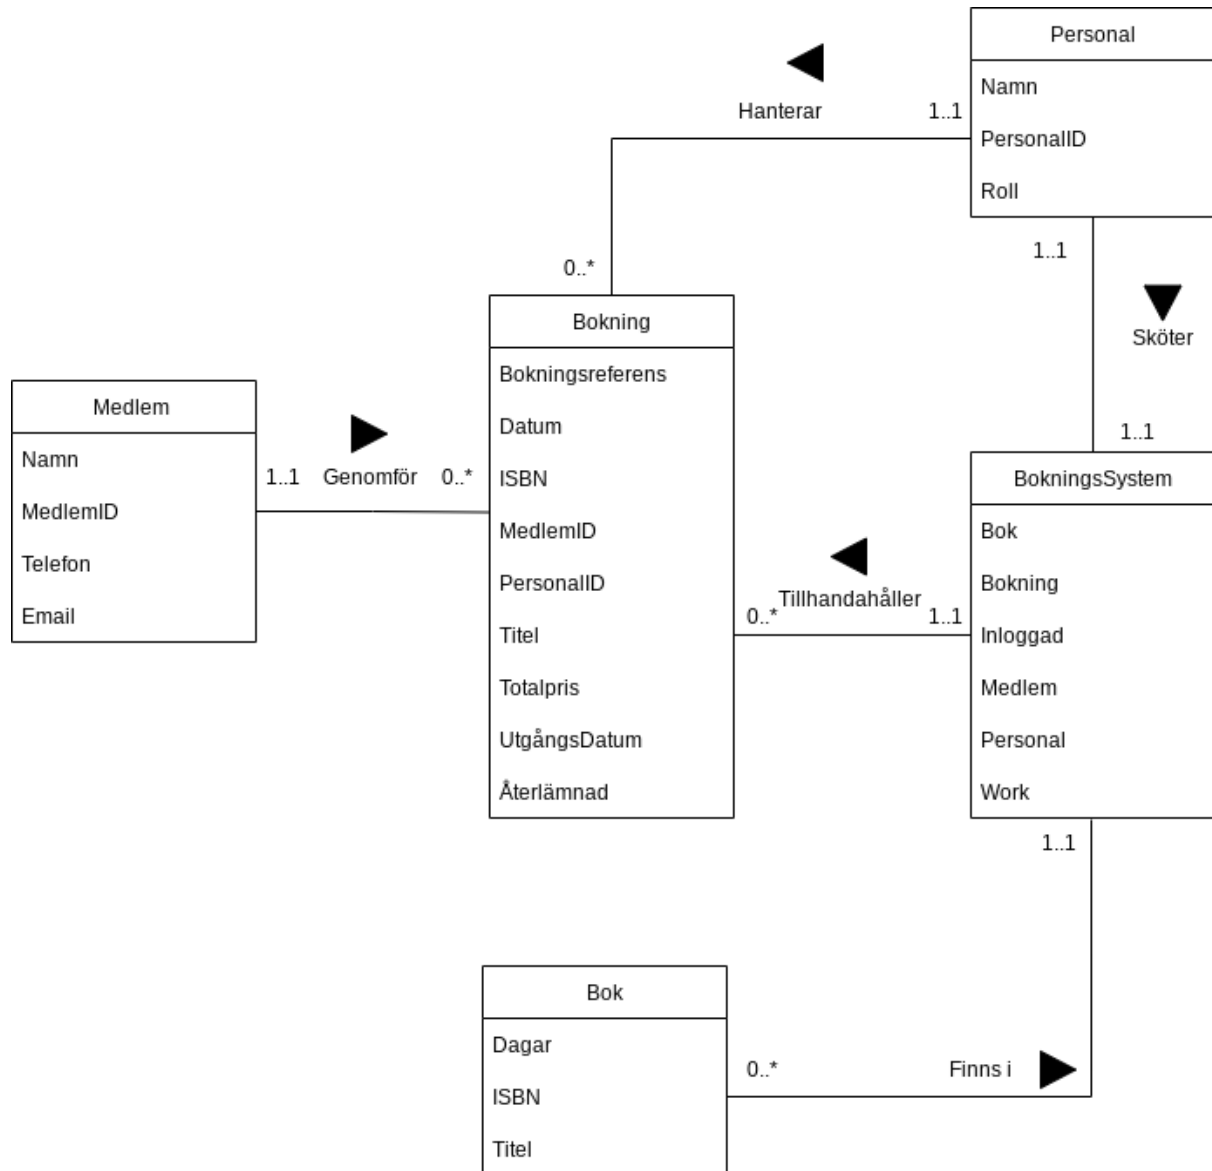 Personal
Namn
PersonalID
Roll
Hanterar
1..1
0..*
1..1
Sköter
1..1
Bokning
Bokningsreferens
Datum
ISBN
MedlemID
PersonalID
Titel
Totalpris
UtgångsDatum
Återlämnad
Medlem
Namn
MedlemID
Telefon
Email
1..1
Genomför
0..*
BokningsSystem
Bok
Bokning
Inloggad
Medlem
Personal
Work
Tillhandahåller
0..*
1..1
1..1
Bok
Dagar
ISBN
Titel
0..*
Finns i